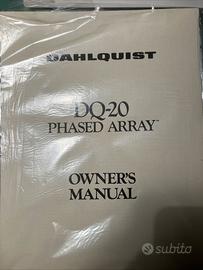 DAHLQUIST
DQ-20
PHASED ARRAY™
OWNER'S
MANUAL
subito